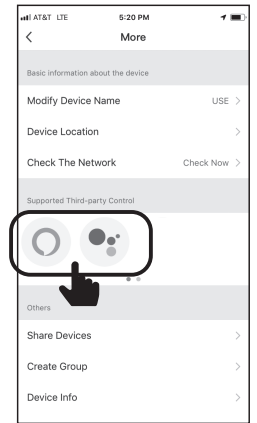 AT&T LTE 5:20 PM
More
Basic information about the device
Modify Device Name USE
Device Location
Check The Network Check Now
Supported Third-party Control
Others
Share Devices
Create Group
Device Info